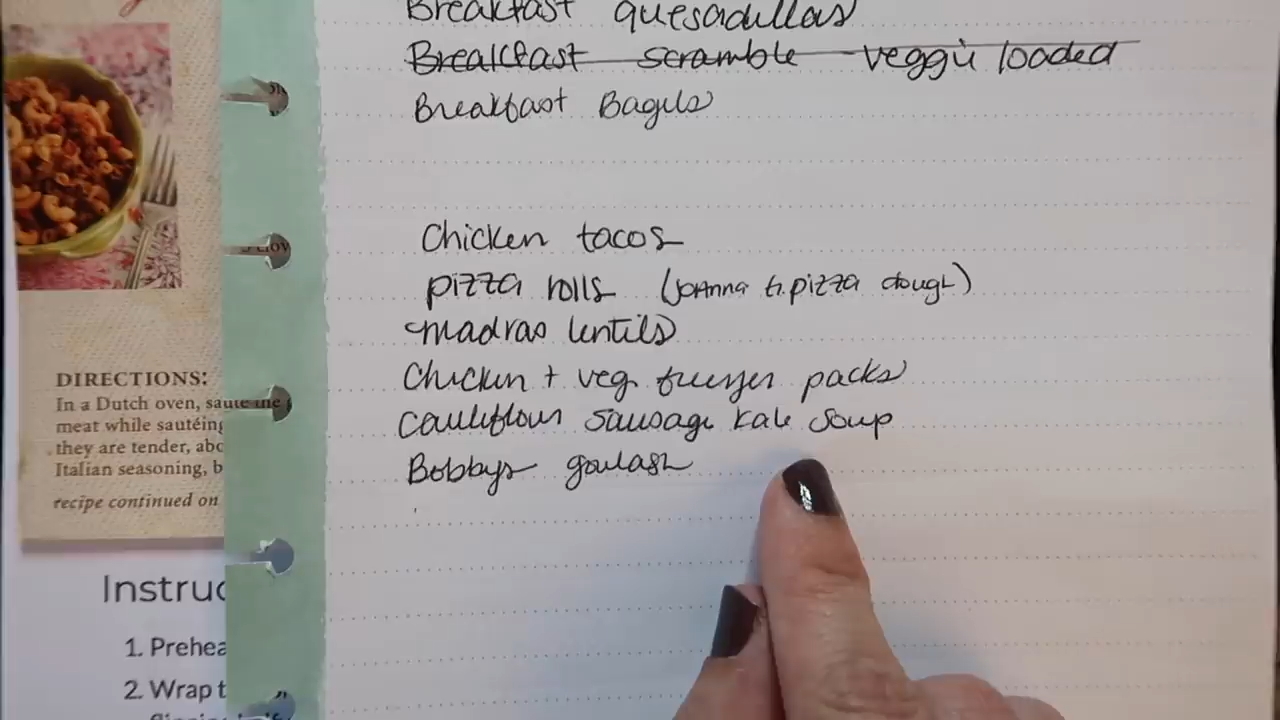 Breakfast quesadillas
Breakfast scramble - veggie loaded
Breakfast Bagels
Chicken tacos
pizza rolls (JoAnna G. pizza dough)
madras lentils
Chicken + veg. freezer packs
Cauliflour sausage kale soup
Bobbys goulash
DIRECTIONS:
In a Dutch oven, saute the
meat while sautéing
they are tender, abo
Italian seasoning, b
recipe continued on
Instruc
1. Prehea
2. Wrap t